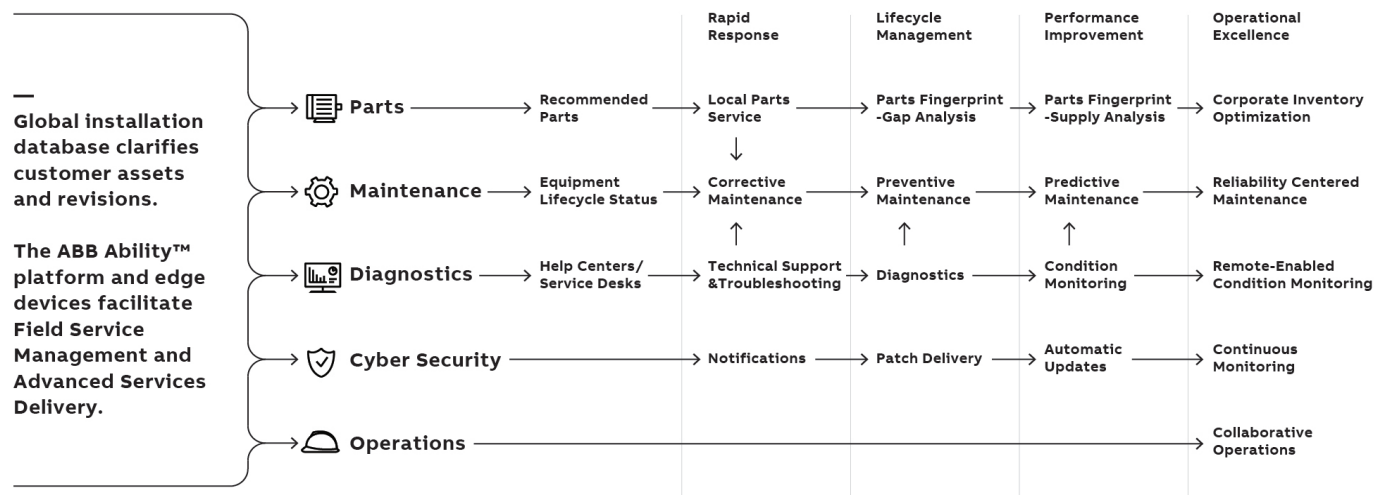 Rapid
Response
Lifecycle
Management
Performance
Improvement
Operational
Excellence
Global installation
database clarifies
customer assets
and revisions.
The ABB Ability™
platform and edge
devices facilitate
Field Service
Management and
Advanced Services
Delivery.
Parts
Recommended
Parts
Local Parts
Service
Parts Fingerprint
-Gap Analysis
Parts Fingerprint
-Supply Analysis
Corporate Inventory
Optimization
Maintenance
Equipment
Lifecycle Status
Corrective
Maintenance
Preventive
Maintenance
Predictive
Maintenance
Reliability Centered
Maintenance
Diagnostics
Help Centers/
Service Desks
Technical Support
&Troubleshooting
Diagnostics
Condition
Monitoring
Remote-Enabled
Condition Monitoring
Cyber Security
Notifications
Patch Delivery
Automatic
Updates
Continuous
Monitoring
Operations
Collaborative
Operations